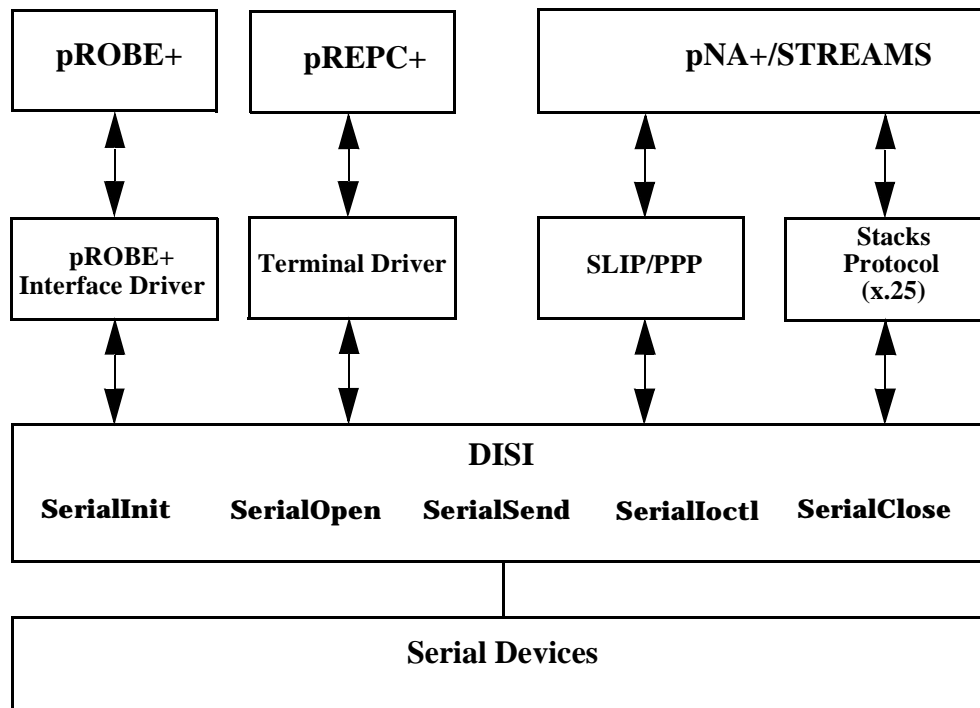 pROBE+
pREPC+
pNA+/STREAMS
pROBE+
Interface Driver
Terminal Driver
SLIP/PPP
Stacks
Protocol
(x.25)
DISI
SerialInit SerialOpen SerialSend SerialIoctl SerialClose
Serial Devices